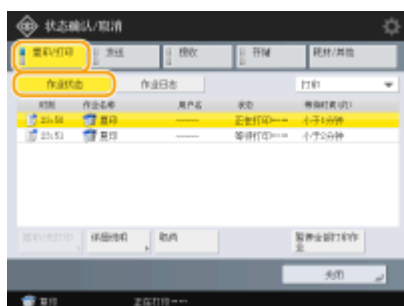 状态确认/取消
复印/打印 发送 接收 存储 耗材/其他
作业状态 作业日志 打印
时间 作业名称 用户名 状态 等待时间(约)
23:50 复印 ------ 正在打印--- 小于1分钟
23:51 复印 ------ 等待打印--- 小于2分钟
详细信息 取消 暂停全部打印作业
关闭
复印 正在打印---